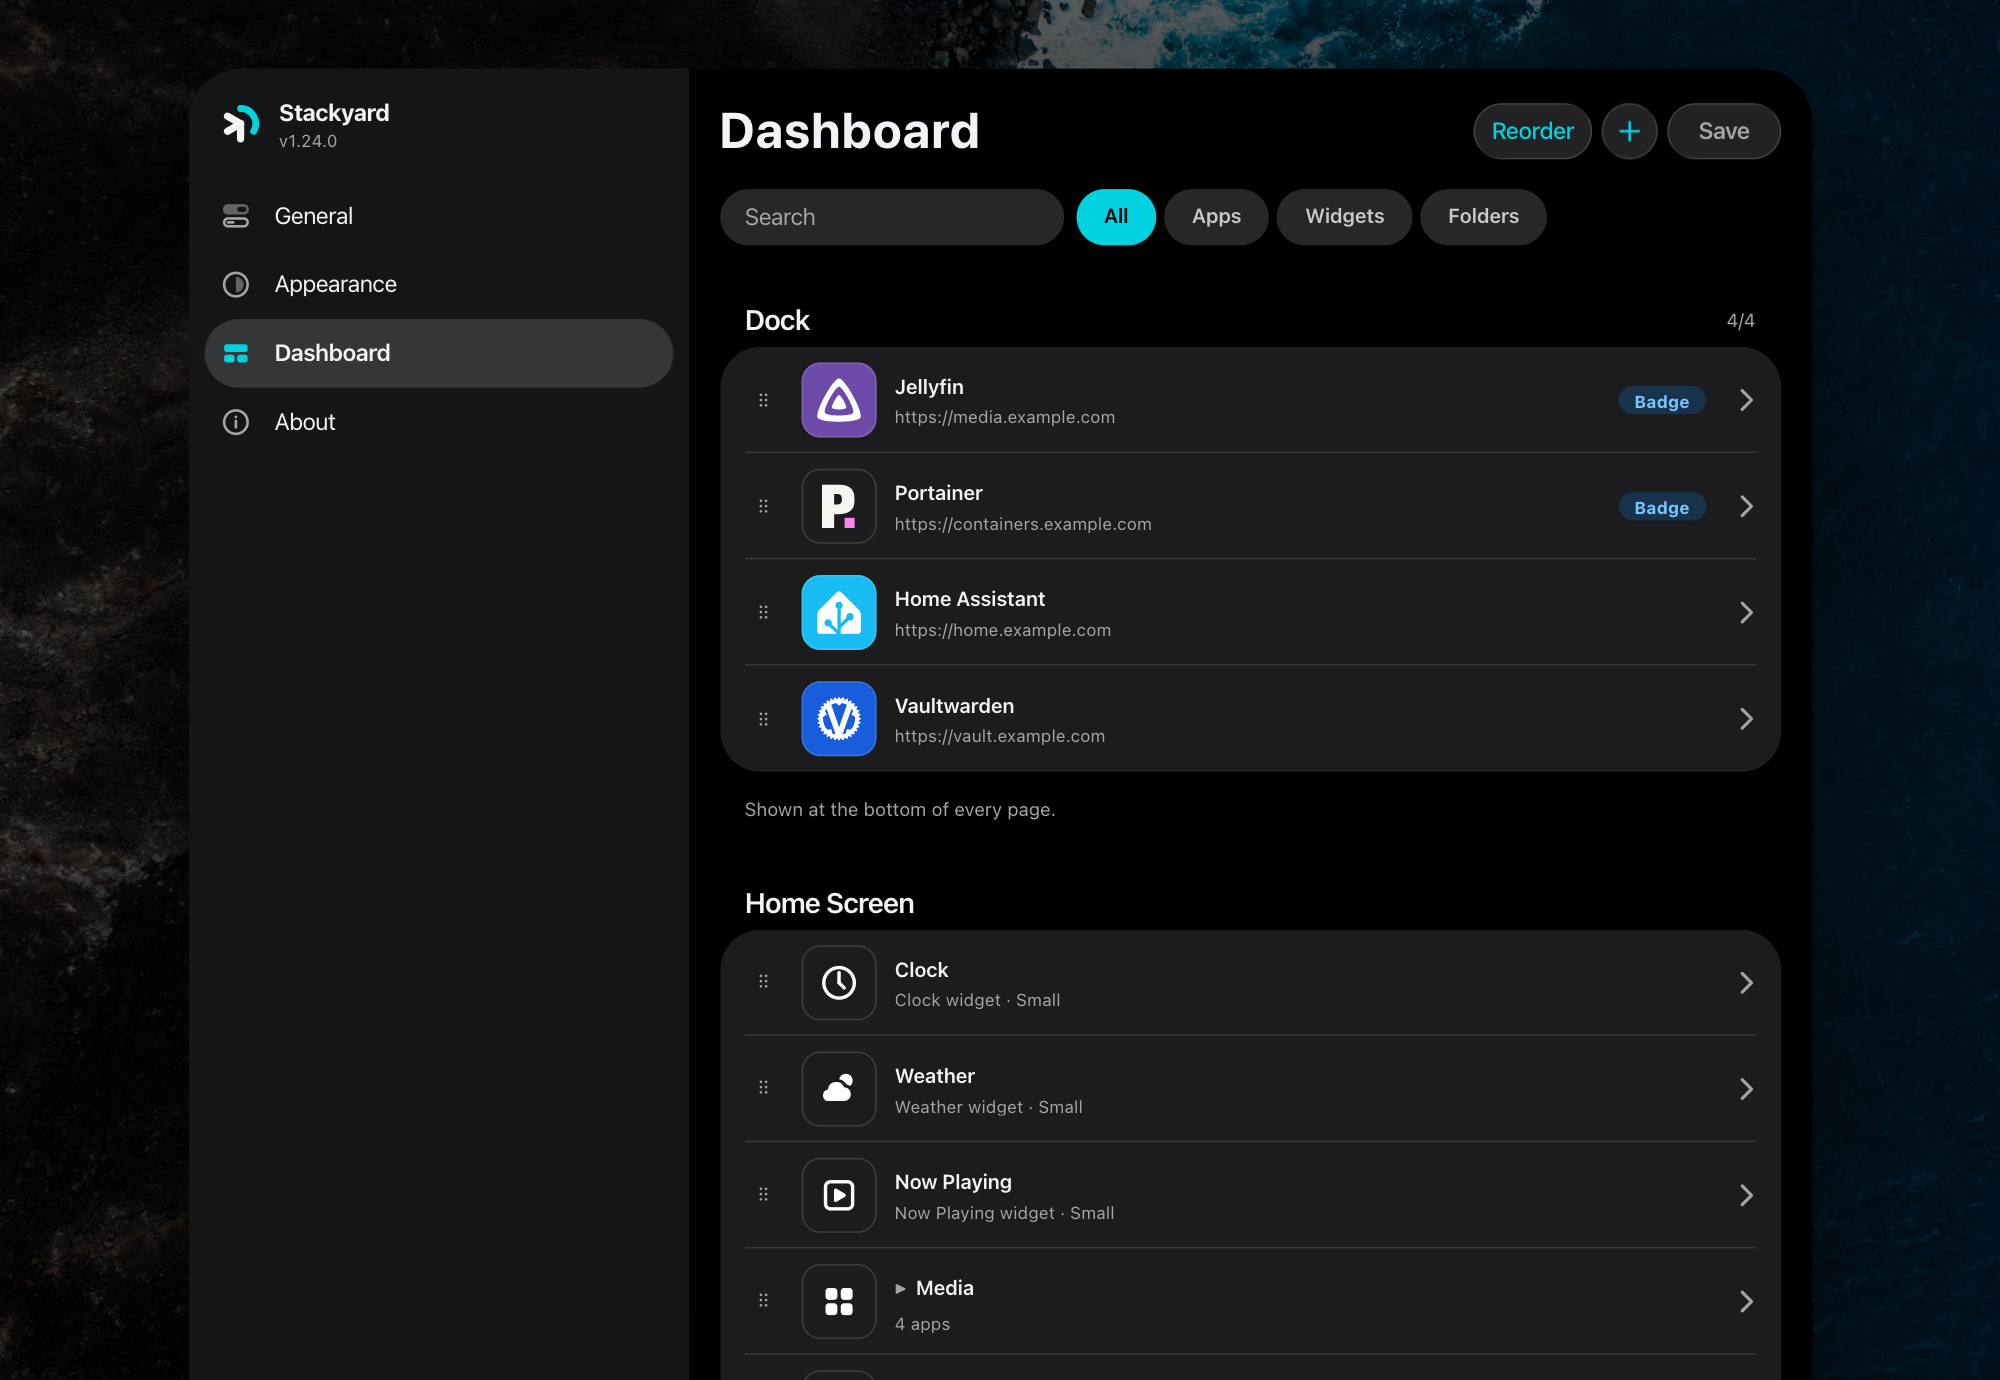 Stackyard
v1.24.0
General
Appearance
Dashboard
About
Dashboard
Reorder
+
Save
Search
All
Apps
Widgets
Folders
Dock
4/4
Jellyfin
https://media.example.com
Badge
Portainer
https://containers.example.com
Badge
Home Assistant
https://home.example.com
Vaultwarden
https://vault.example.com
Shown at the bottom of every page.
Home Screen
Clock
Clock widget · Small
Weather
Weather widget · Small
Now Playing
Now Playing widget · Small
Media
4 apps